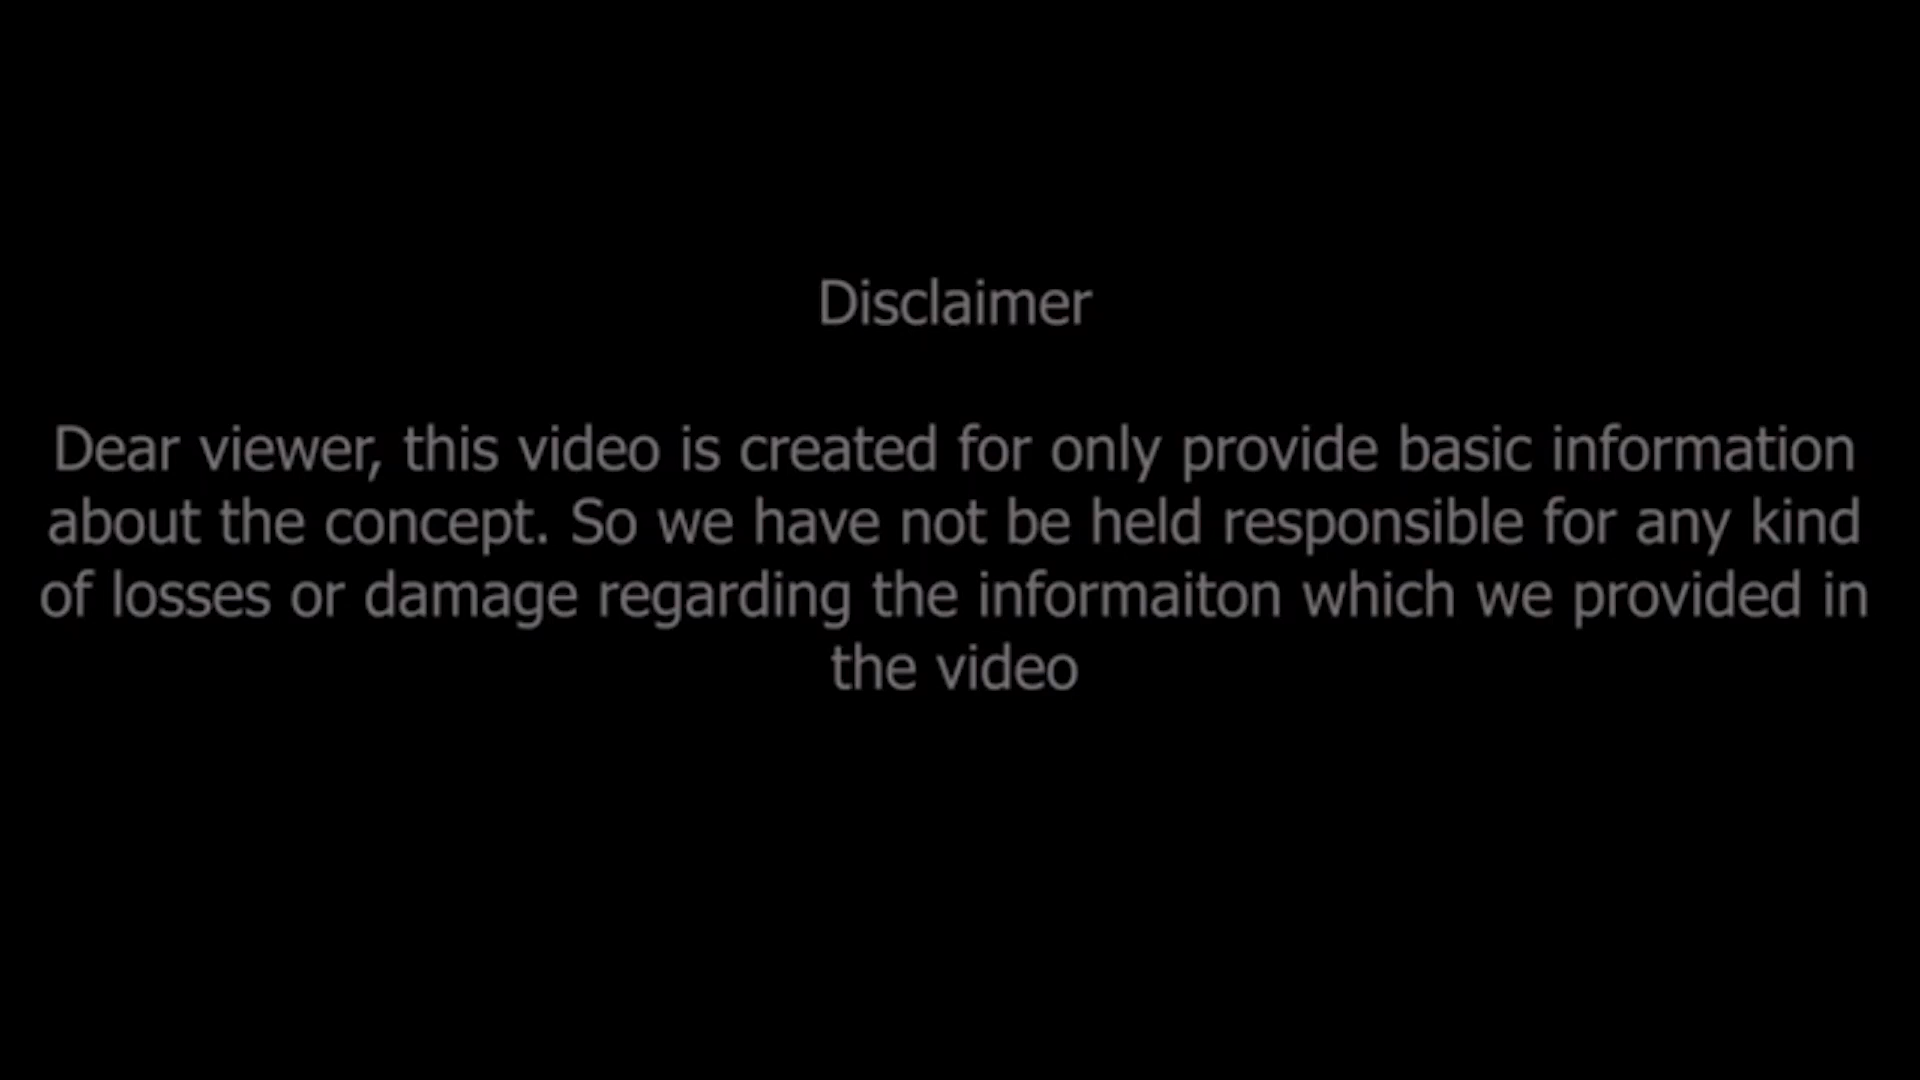 Disclaimer
Dear viewer, this video is created for only provide basic information
about the concept. So we have not be held responsible for any kind
of losses or damage regarding the informaiton which we provided in
the video